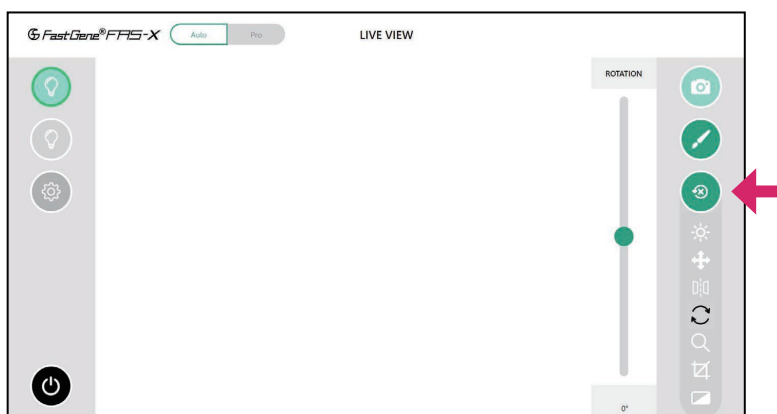 FastGene®FAS-X
Auto
Pro
LIVE VIEW
ROTATION
0°